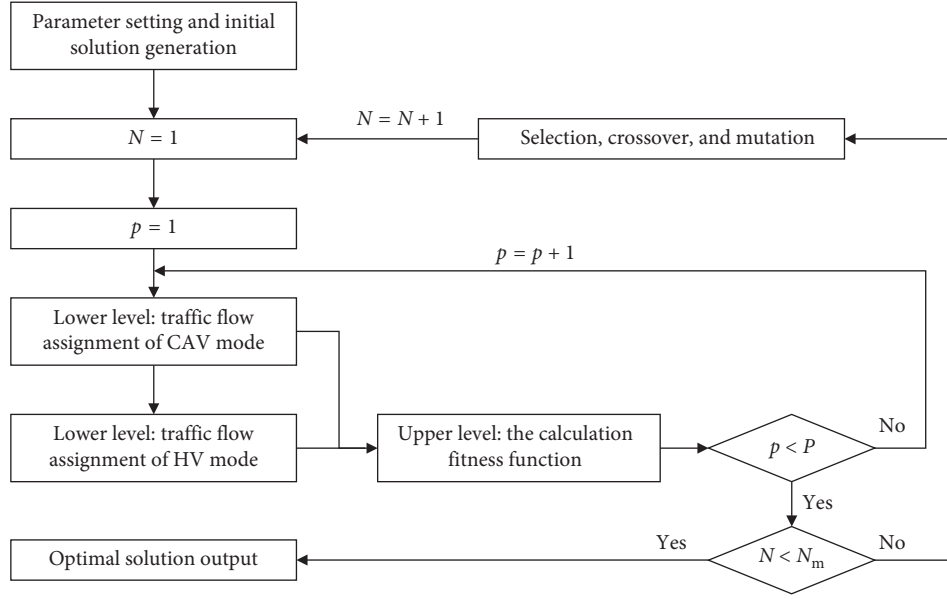 Parameter setting and initial
solution generation
N = 1
N = N + 1
Selection, crossover, and mutation
p = 1
p = p + 1
Lower level: traffic flow
assignment of CAV mode
Lower level: traffic flow
assignment of HV mode
Upper level: the calculation
fitness function
p < P
No
Yes
Optimal solution output
Yes
N < Nm
No